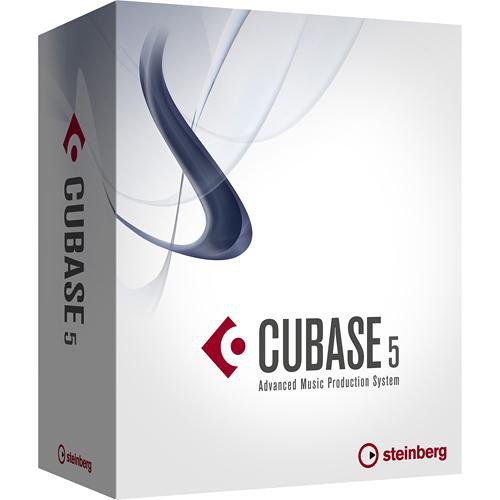 CUBASE 5
CUBASE 5
Advanced Music Production System
steinberg
steinberg